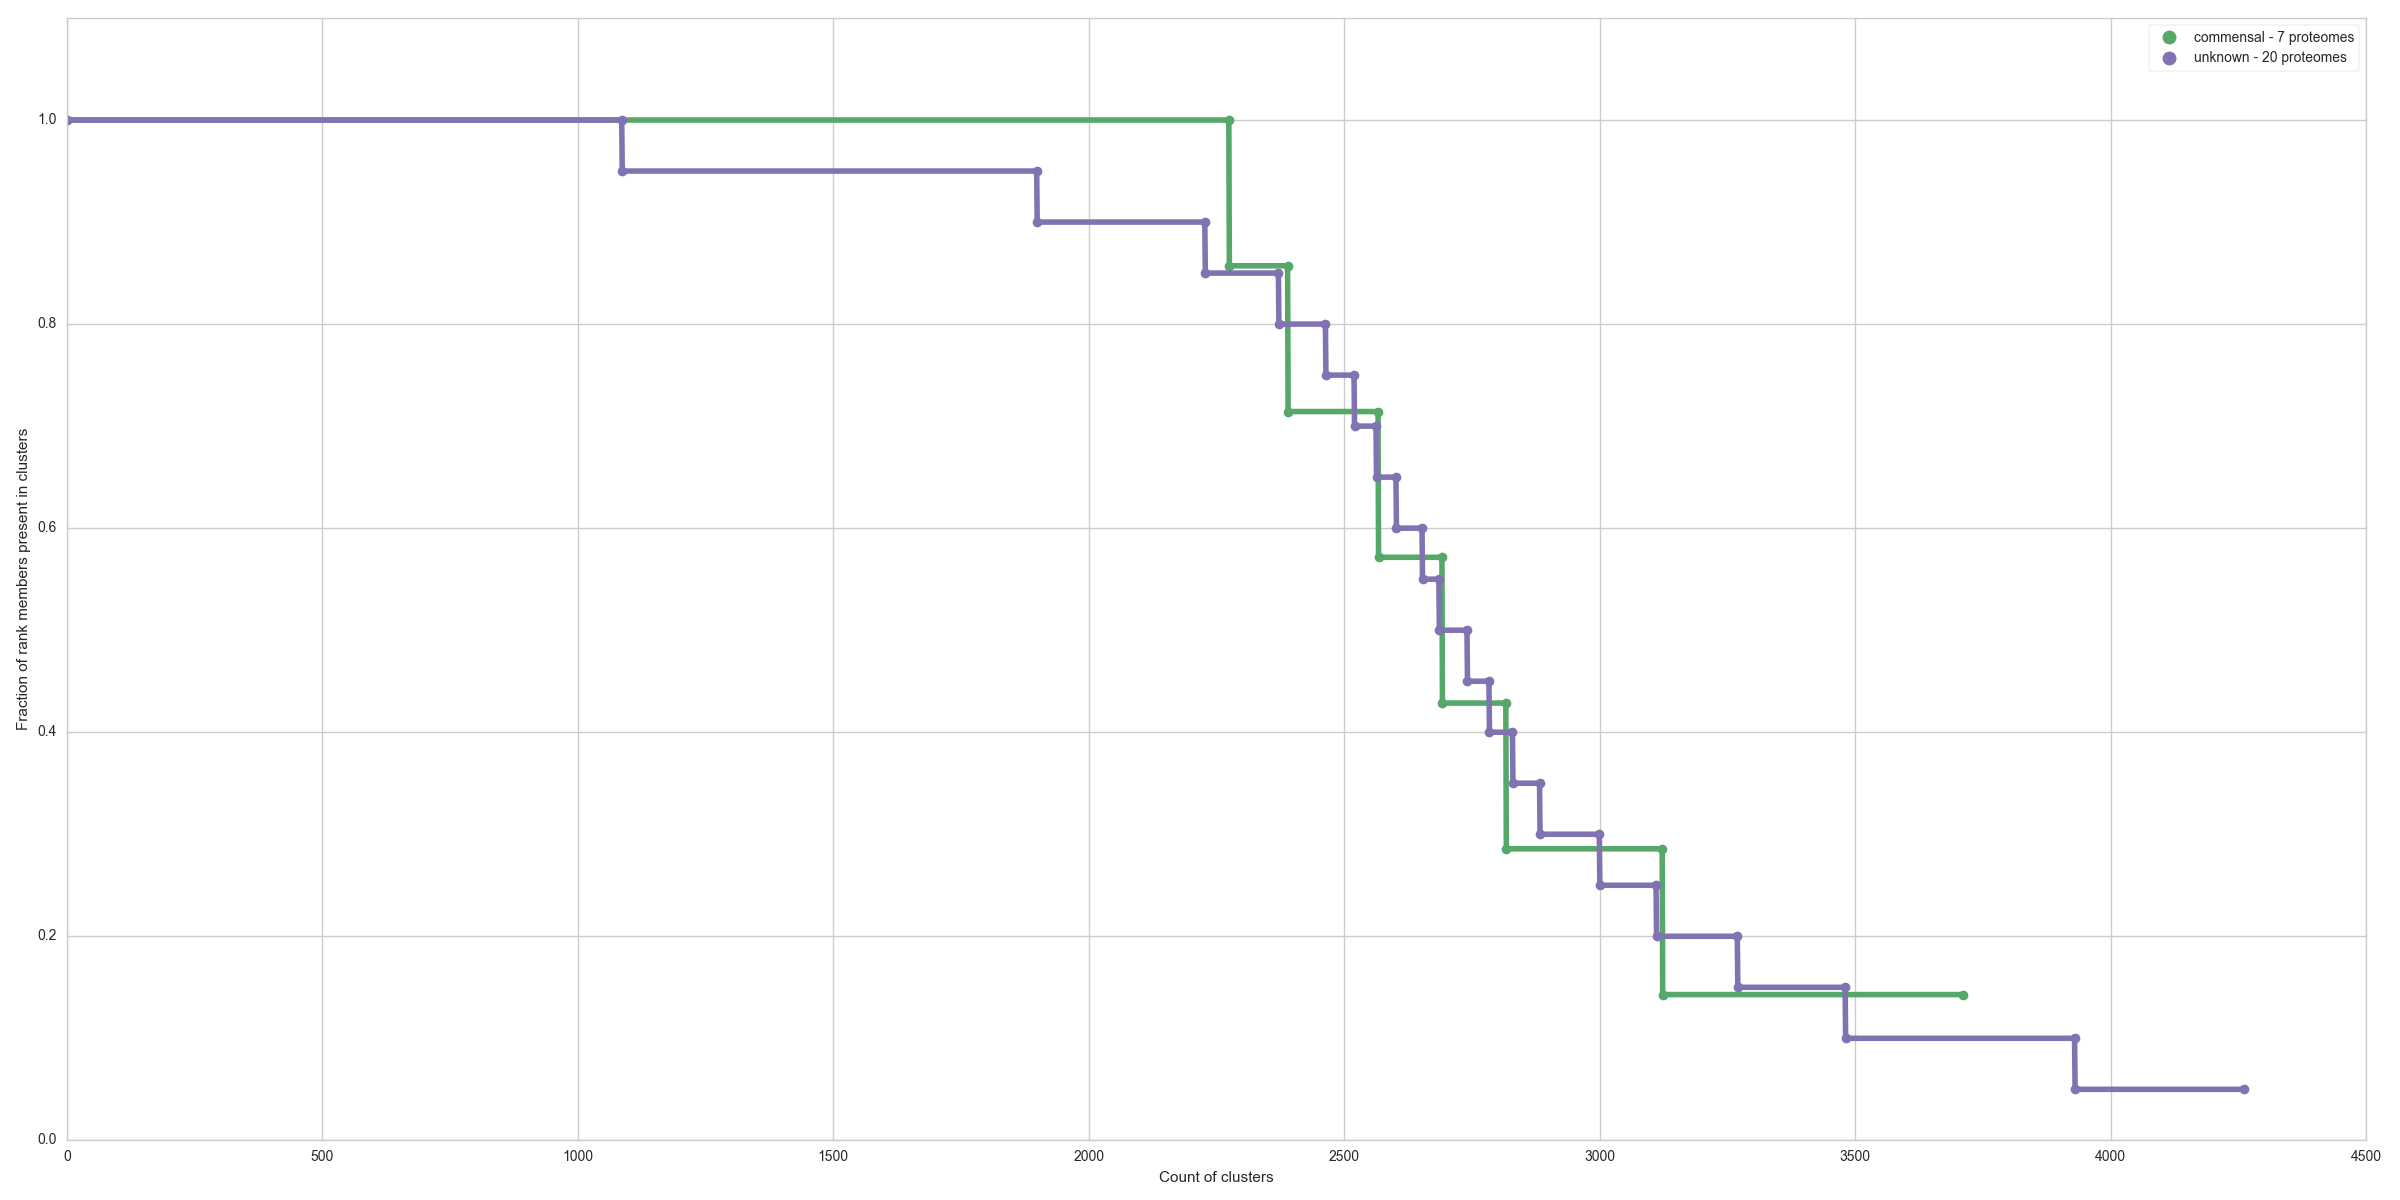 commensal - 7 proteomes
unknown - 20 proteomes
1.0
0.8
0.6
0.4
0.2
0.0
Fraction of rank members present in clusters
0 500 1000 1500 2000 2500 3000 3500 4000 4500
Count of clusters